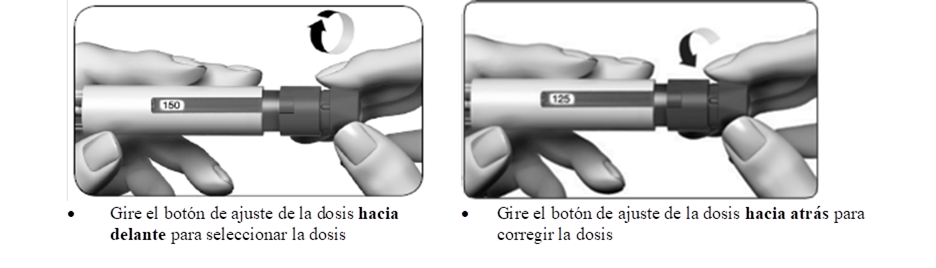 150
• Gire el botón de ajuste de la dosis hacia
delante para seleccionar la dosis
125
• Gire el botón de ajuste de la dosis hacia atrás para
corregir la dosis